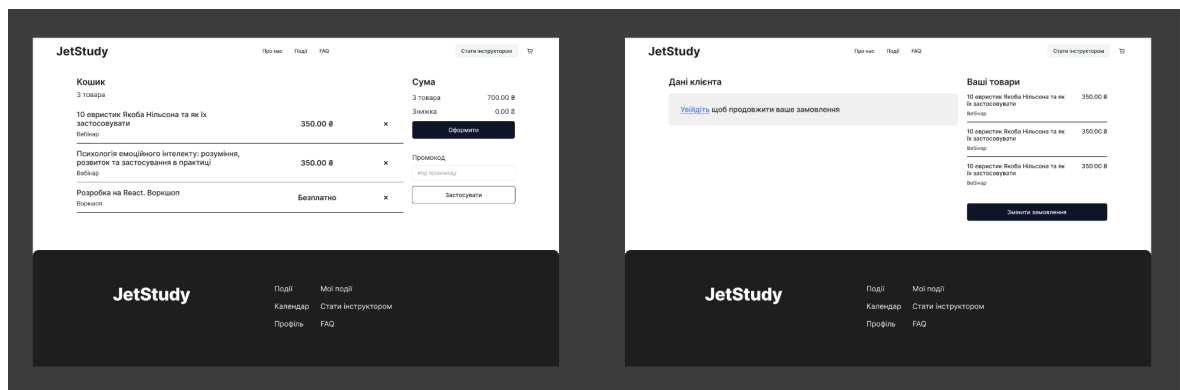 JetStudy
Про нас Події FAQ
Стати інструктором
Кошик
3 товара
10 евристик Якоба Нільсона та як їх
застосовувати
Вебінар
350.00 ₴
×
Психологія емоційного інтелекту: розуміння,
розвиток та застосування в практиці
Вебінар
350.00 ₴
×
Розробка на React. Воркшоп
Воркшоп
Безплатно
×
Сума
3 товара 700.00 ₴
Знижка 0.00 ₴
Оформити
Промокод
Код промокоду
Застосувати
JetStudy
Події Мої події
Календар Стати інструктором
Профіль FAQ
JetStudy
Про нас Події FAQ
Стати інструктором
Дані клієнта
Увійдіть щоб продовжити ваше замовлення
Ваші товари
10 евристик Якоба Нільсона та як 350.00 ₴
їх застосовувати
Вебінар
10 евристик Якоба Нільсона та як 350.00 ₴
їх застосовувати
Вебінар
10 евристик Якоба Нільсона та як 350.00 ₴
їх застосовувати
Вебінар
Змінити замовлення
JetStudy
Події Мої події
Календар Стати інструктором
Профіль FAQ